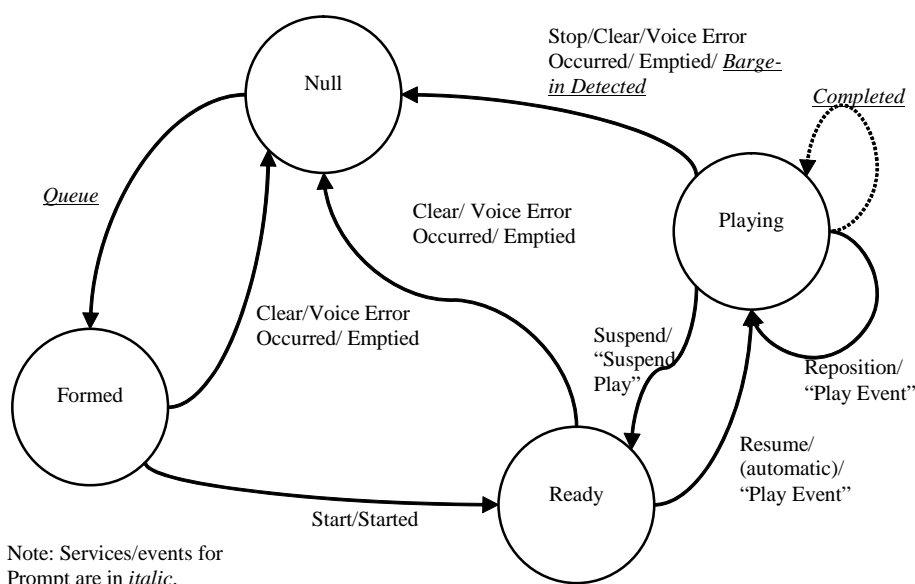 Null
Stop/Clear/Voice Error
Occurred/ Emptied/ Barge-
in Detected
Completed
Queue
Clear/ Voice Error
Occurred/ Emptied
Playing
Clear/Voice Error
Occurred/ Emptied
Suspend/
“Suspend
Play”
Reposition/
“Play Event”
Formed
Resume/
(automatic)/
“Play Event”
Ready
Start/Started
Note: Services/events for
Prompt are in italic.